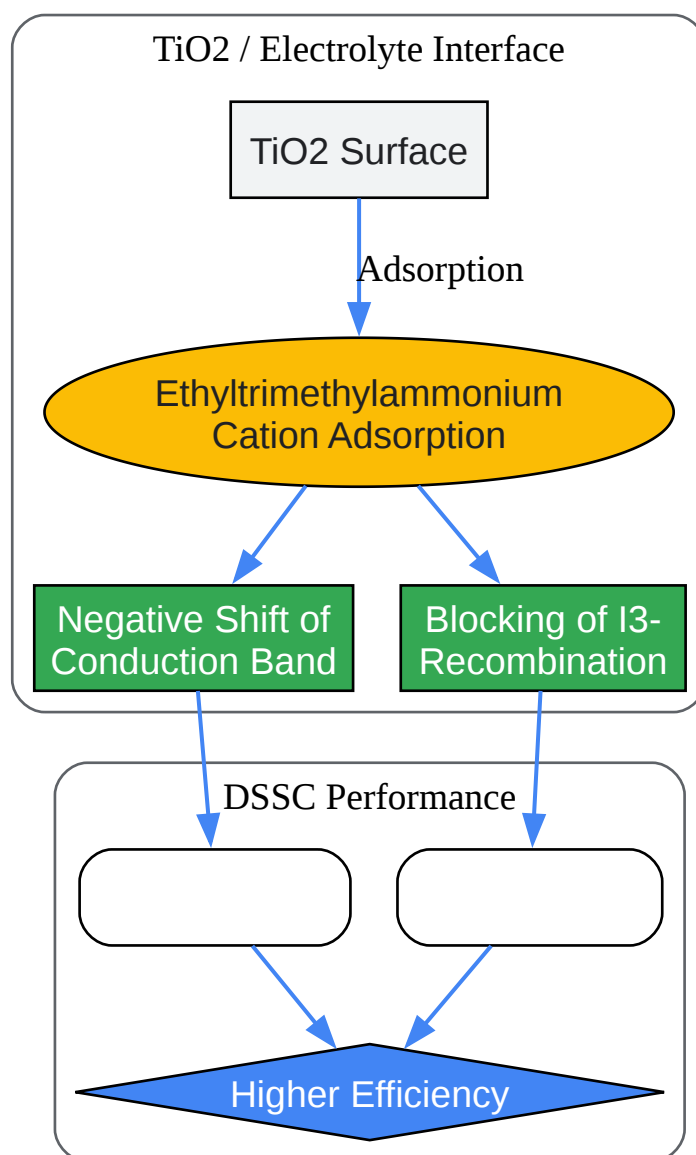 TiO2 / Electrolyte Interface
TiO2 Surface
Adsorption
Ethyltrimethylammonium
Cation Adsorption
Negative Shift of
Conduction Band
Blocking of I3-
Recombination
DSSC Performance
Higher Efficiency